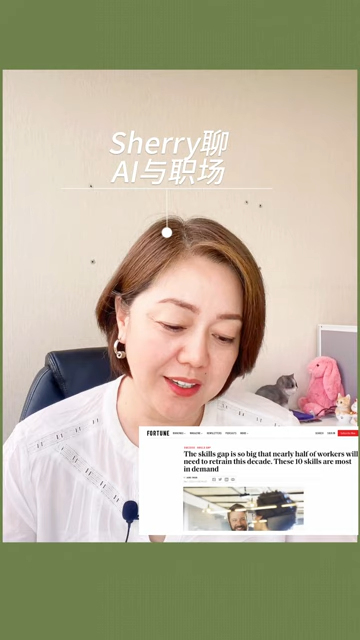 Sherry聊
AI与职场
FORTUNE
The skills gap is so big that nearly half of workers will
need to retrain this decade. These 10 skills are most
in demand